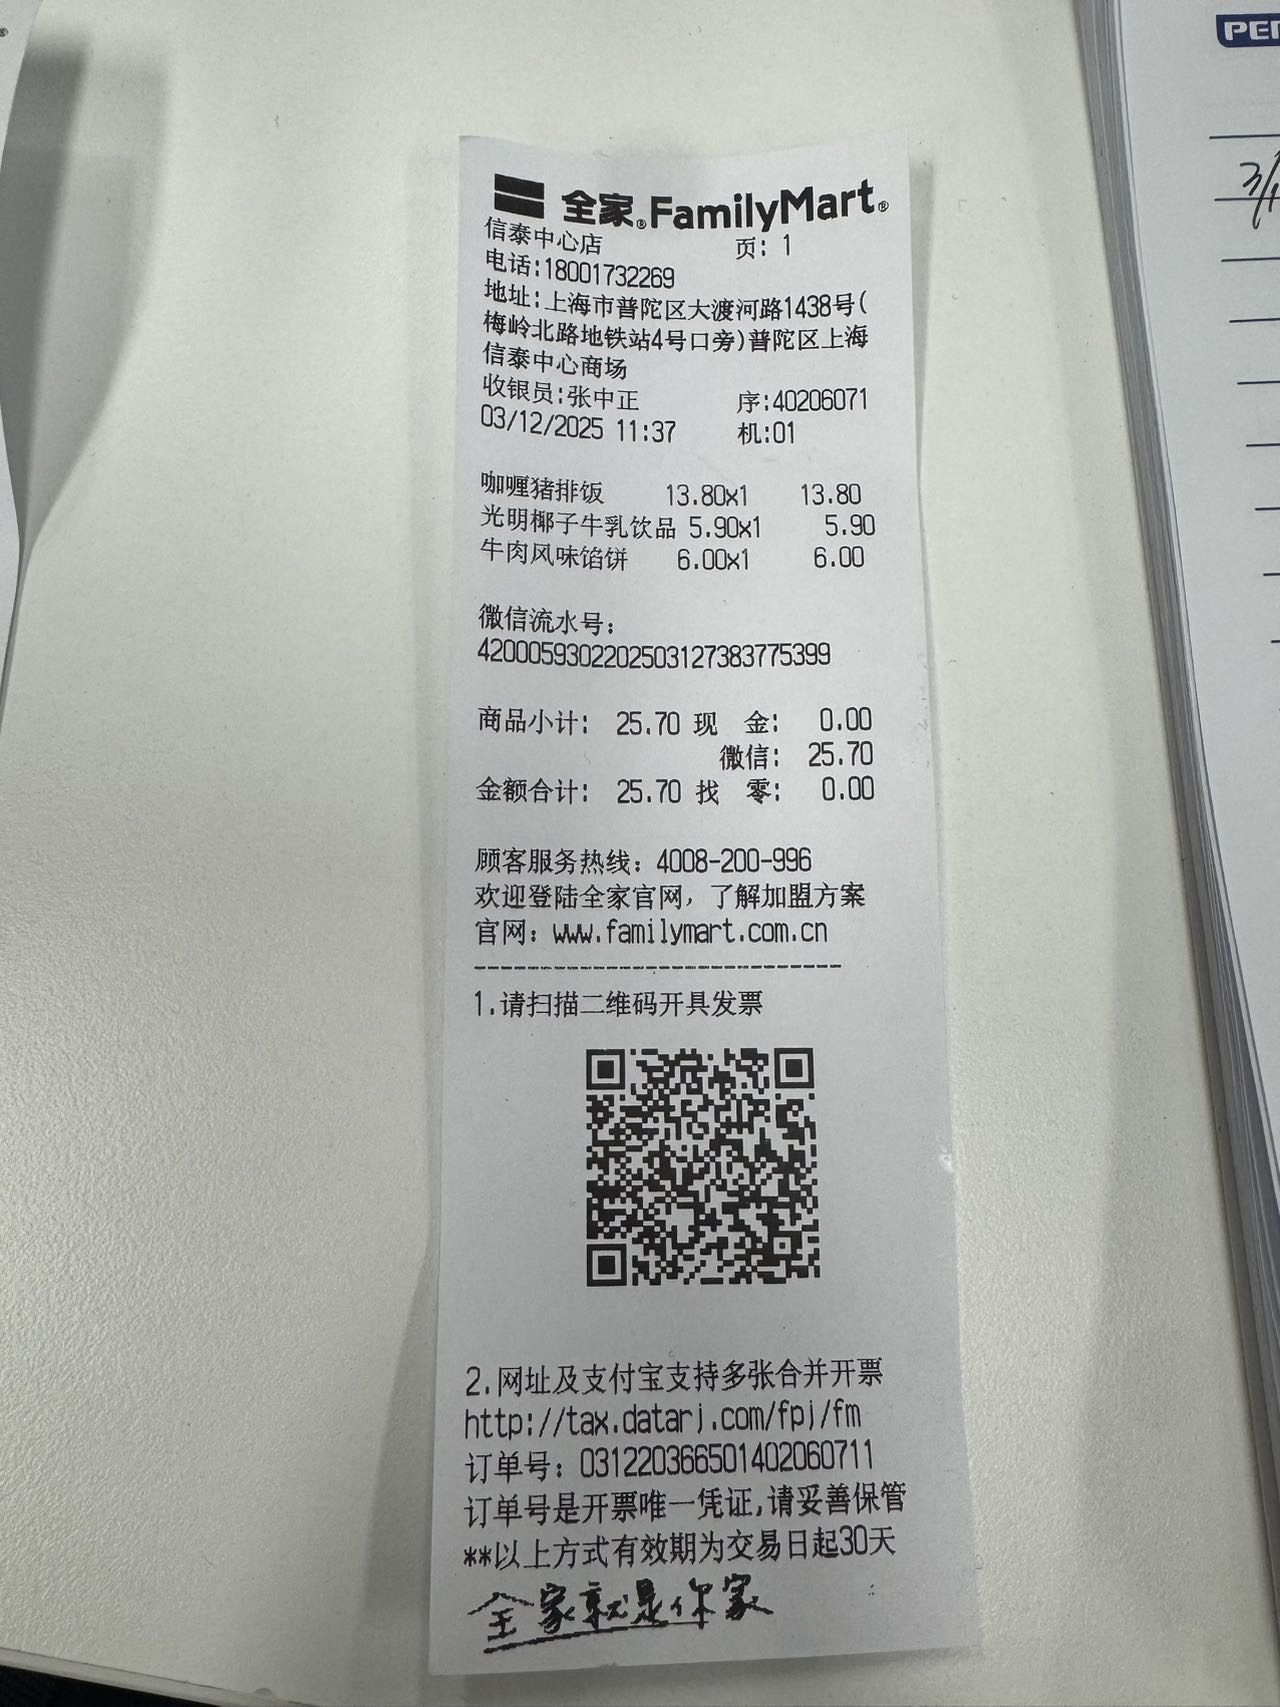 全家®FamilyMart®
信泰中心店 页: 1
电话:18001732269
地址:上海市普陀区大渡河路1438号(
梅岭北路地铁站4号口旁)普陀区上海
信泰中心商场
收银员:张中正 序:40206071
03/12/2025 11:37 机:01
咖喱猪排饭 13.80x1 13.80
光明椰子牛乳饮品 5.90x1 5.90
牛肉风味馅饼 6.00x1 6.00
微信流水号:
4200059302202503127383775399
商品小计: 25.70 现 金: 0.00
微信: 25.70
金额合计: 25.70 找 零: 0.00
顾客服务热线: 4008-200-996
欢迎登陆全家官网, 了解加盟方案
官网: www.familymart.com.cn
----------------------------
1.请扫描二维码开具发票
2.网址及支付宝支持多张合并开票
http://tax.datarj.com/fpj/fm
订单号: 031220366501402060711
订单号是开票唯一凭证,请妥善保管
**以上方式有效期为交易日起30天
全家就是你家